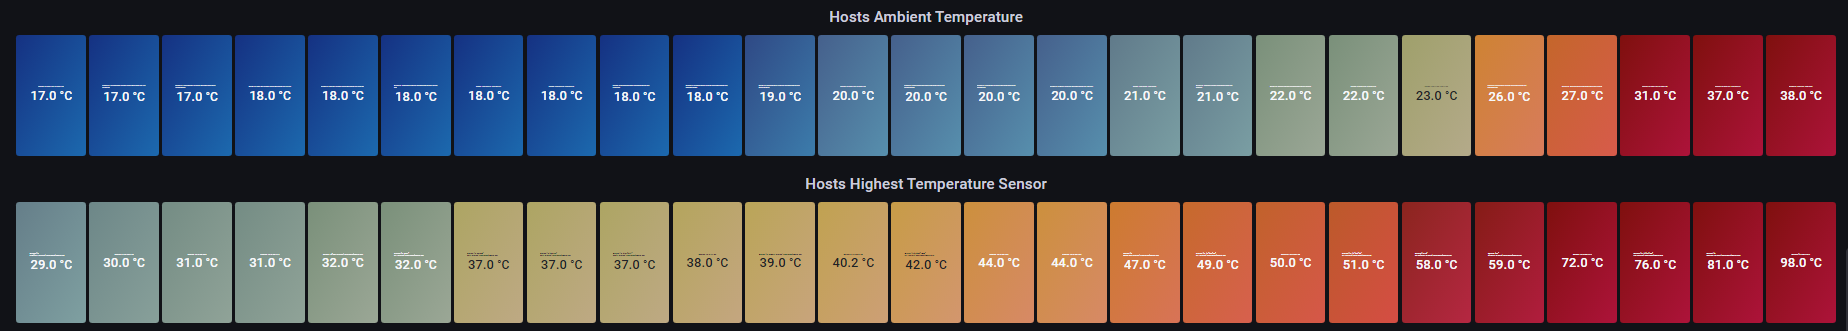 Hosts Ambient Temperature
17.0 °C 17.0 °C 17.0 °C 18.0 °C 18.0 °C 18.0 °C 18.0 °C 18.0 °C 18.0 °C 18.0 °C 19.0 °C 20.0 °C 20.0 °C 20.0 °C 20.0 °C 21.0 °C 21.0 °C 22.0 °C 22.0 °C 23.0 °C 26.0 °C 27.0 °C 31.0 °C 37.0 °C 38.0 °C
Hosts Highest Temperature Sensor
29.0 °C 30.0 °C 31.0 °C 31.0 °C 32.0 °C 32.0 °C 37.0 °C 37.0 °C 37.0 °C 38.0 °C 39.0 °C 40.2 °C 42.0 °C 44.0 °C 44.0 °C 47.0 °C 49.0 °C 50.0 °C 51.0 °C 58.0 °C 59.0 °C 72.0 °C 76.0 °C 81.0 °C 98.0 °C